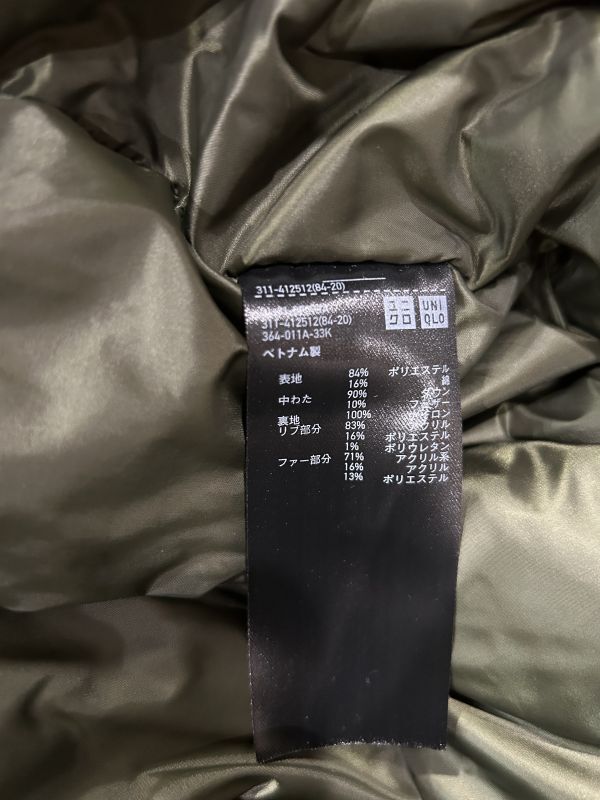 311-412512(84-20)
ユニ
クロ
UNI
QLO
311-412512(84-20)
364-011A-33K
ベトナム製
表地 84% ポリエステル
16% 綿
中わた 90% ダウン
10% フェザー
裏地 100% ナイロン
リブ部分 83% アクリル
16% ポリエステル
1% ポリウレタン
ファー部分 71% アクリル系
16% アクリル
13% ポリエステル